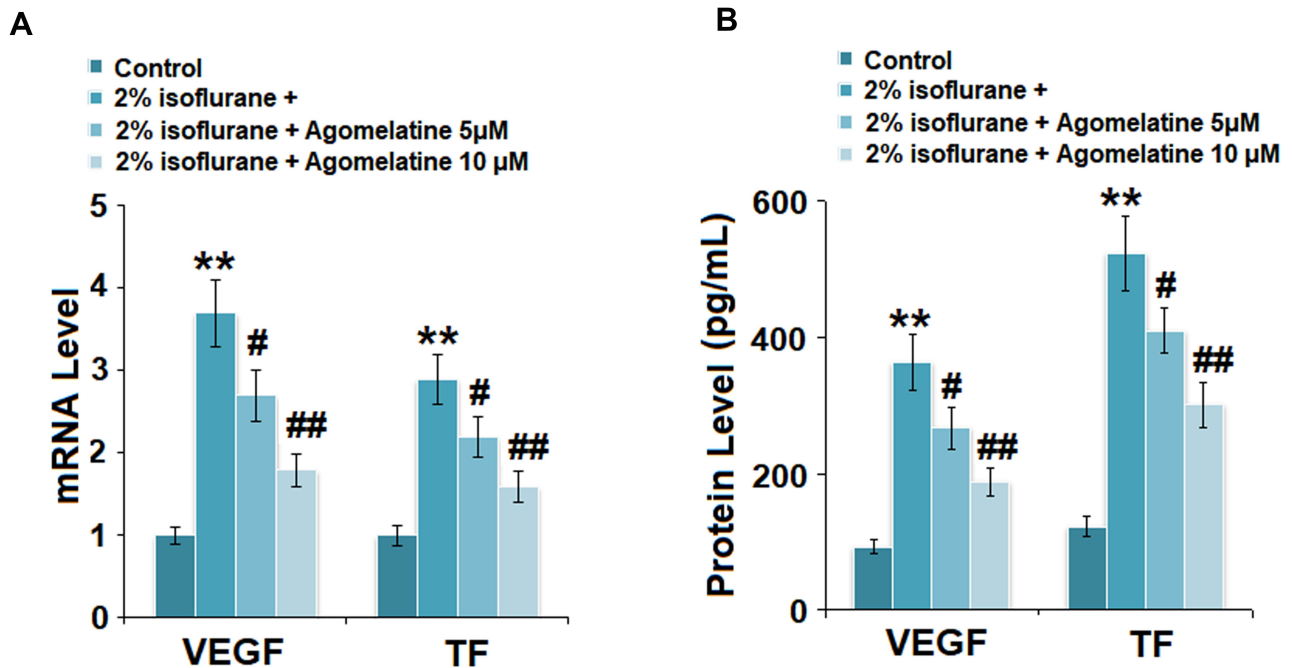 A
Control
2% isoflurane +
2% isoflurane + Agomelatine 5μM
2% isoflurane + Agomelatine 10 μM
mRNA Level
5
4
3
2
1
0
**
#
##
**
#
##
VEGF
TF
B
Control
2% isoflurane +
2% isoflurane + Agomelatine 5μM
2% isoflurane + Agomelatine 10 μM
Protein Level (pg/mL)
600
400
200
0
**
#
##
**
#
##
VEGF
TF